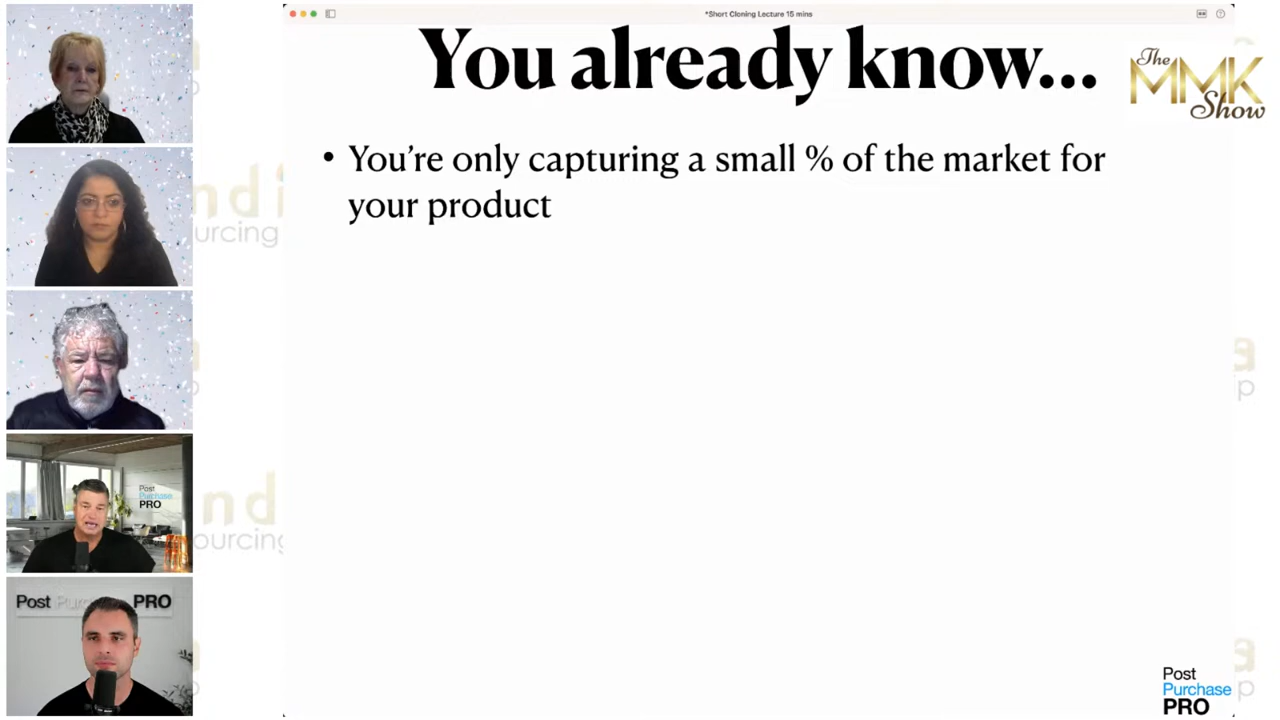 *Short Cloning Lecture 15 mins
You already know...
The
MMK
Show
• You're only capturing a small % of the market for
your product
Post
Purchase
PRO
Post Purchase PRO
Post
Purchase
PRO